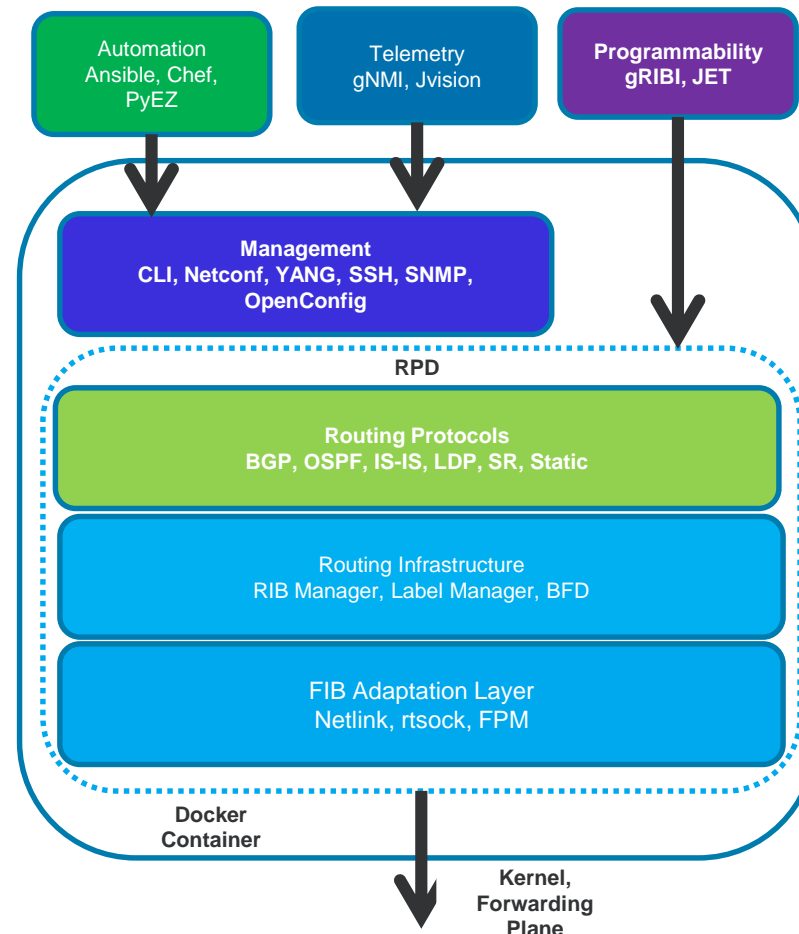 Automation
Ansible, Chef,
PyEZ
Telemetry
gNMI, Jvision
Programmability
gRIBI, JET
Management
CLI, Netconf, YANG, SSH, SNMP,
OpenConfig
RPD
Routing Protocols
BGP, OSPF, IS-IS, LDP, SR, Static
Routing Infrastructure
RIB Manager, Label Manager, BFD
FIB Adaptation Layer
Netlink, rtsock, FPM
Docker
Container
Kernel,
Forwarding
Plane